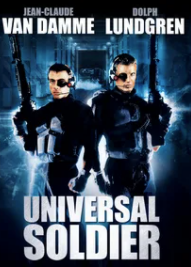 JEAN-CLAUDE
VAN DAMME
DOLPH
LUNDGREN
UNIVERSAL
SOLDIER